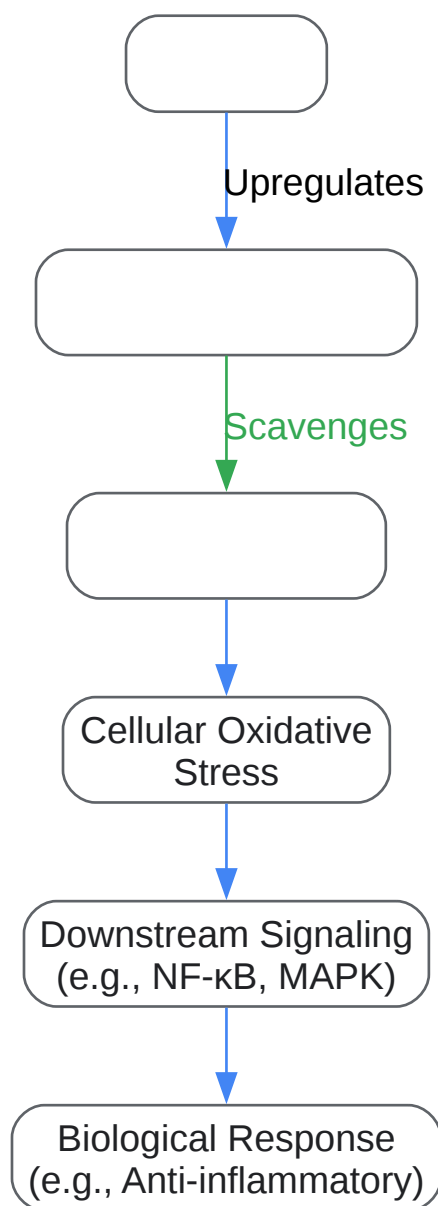 Upregulates
Scavenges
Cellular Oxidative
Stress
Downstream Signaling
(e.g., NF-κB, MAPK)
Biological Response
(e.g., Anti-inflammatory)